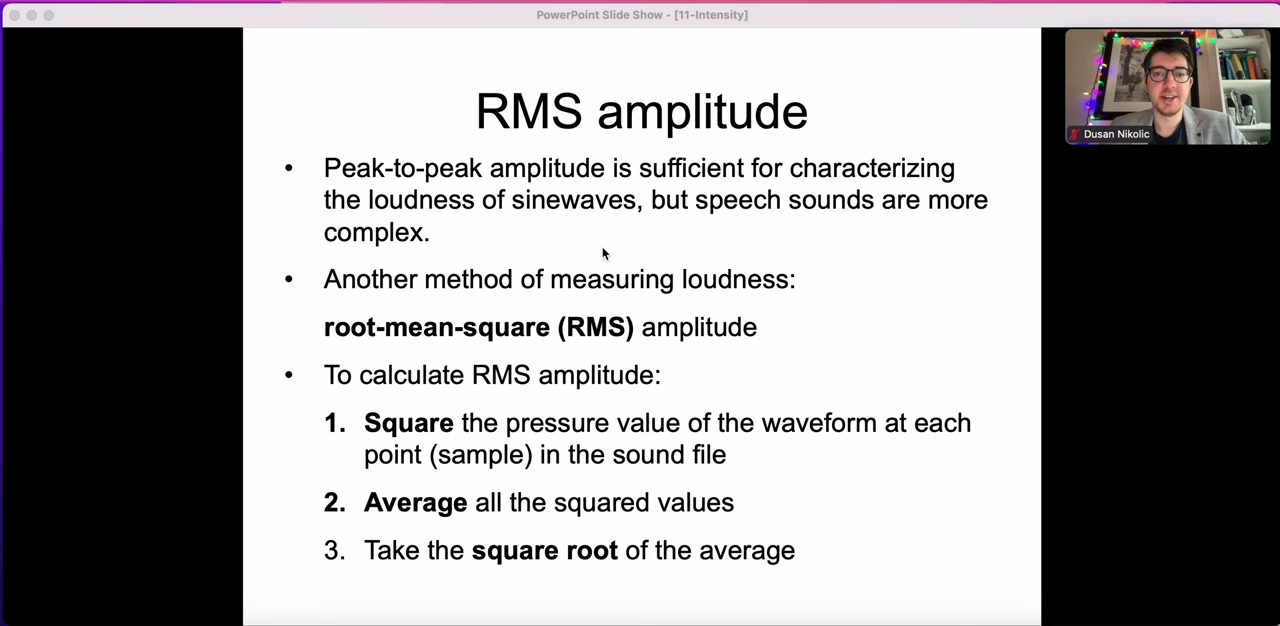 PowerPoint Slide Show - [11-Intensity]
Dusan Nikolic
RMS amplitude
• Peak-to-peak amplitude is sufficient for characterizing
the loudness of sinewaves, but speech sounds are more
complex.
• Another method of measuring loudness:
root-mean-square (RMS) amplitude
• To calculate RMS amplitude:
1. Square the pressure value of the waveform at each
point (sample) in the sound file
2. Average all the squared values
3. Take the square root of the average